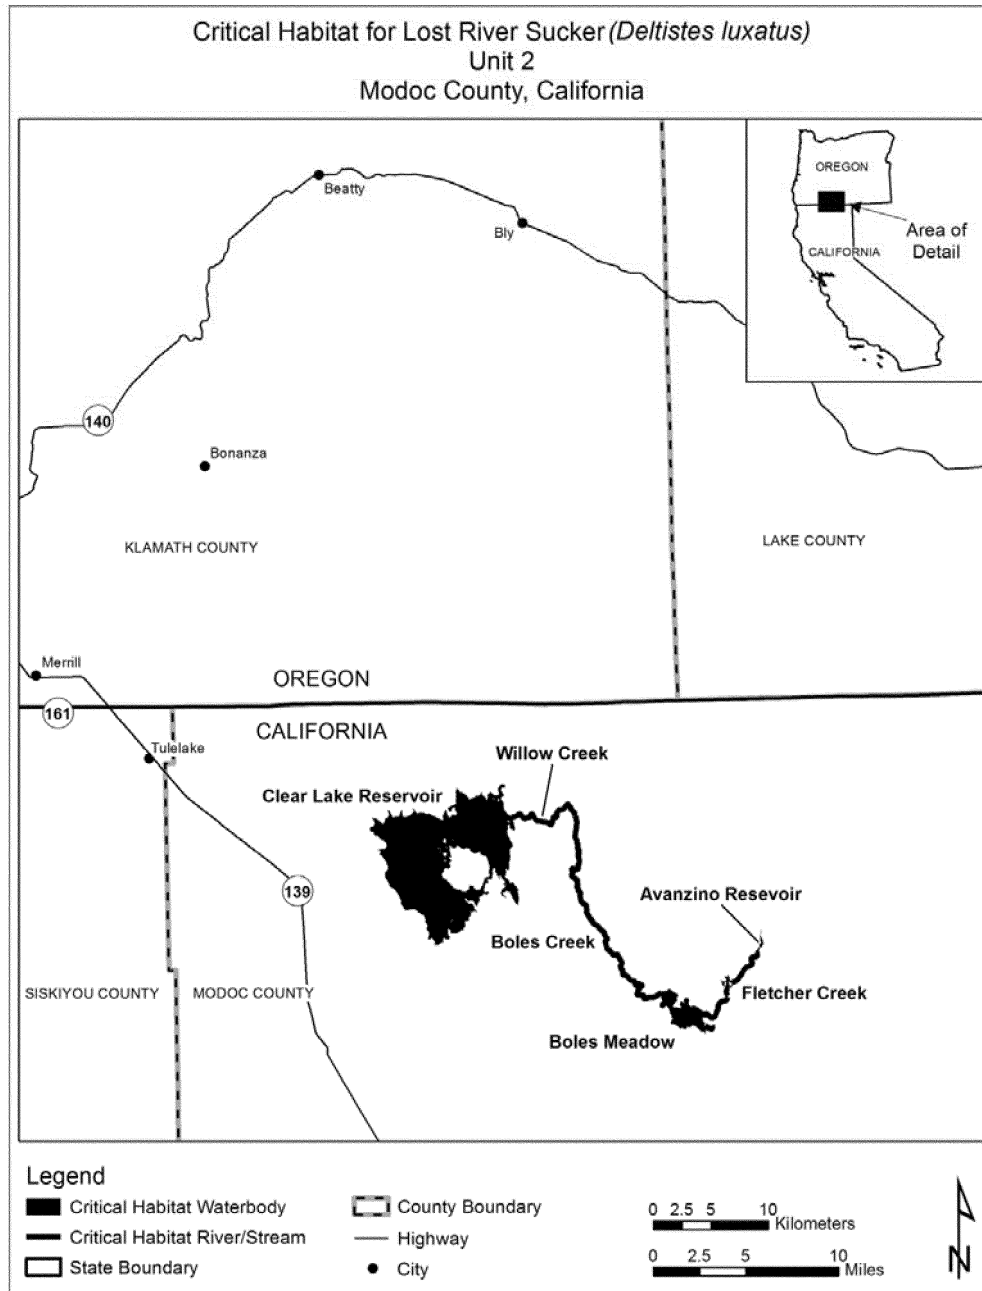 Critical Habitat for Lost River Sucker (Deltistes luxatus)
Unit 2
Modoc County, California
OREGON
Area of
Detail
CALIFORNIA
Beatty
Bly
140
Bonanza
KLAMATH COUNTY
LAKE COUNTY
Merrill
OREGON
161
CALIFORNIA
Tulelake
Willow Creek
Clear Lake Reservoir
139
Avanzino Resevoir
Boles Creek
SISKIYOU COUNTY
MODOC COUNTY
Fletcher Creek
Boles Meadow
Legend
Critical Habitat Waterbody
Critical Habitat River/Stream
State Boundary
County Boundary
Highway
City
0 2.5 5 10
Kilometers
0 2.5 5 10
Miles
N